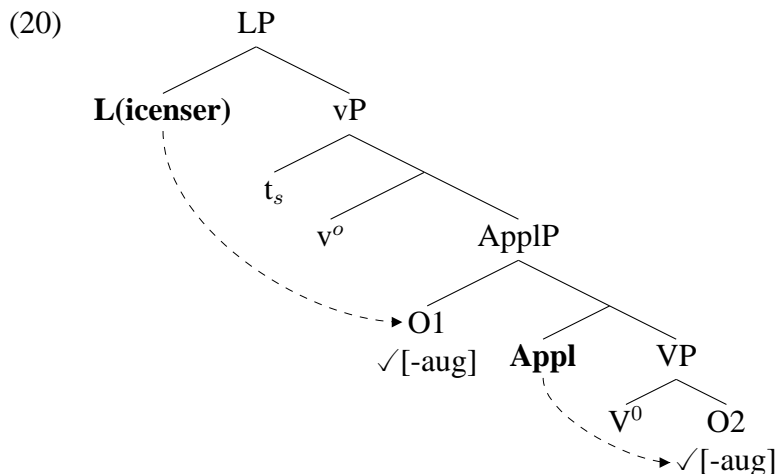 (20) LP
L(icenser) vP
t_s
v^o ApplP
O1
✓[-aug] Appl VP
V^0 O2
✓[-aug]